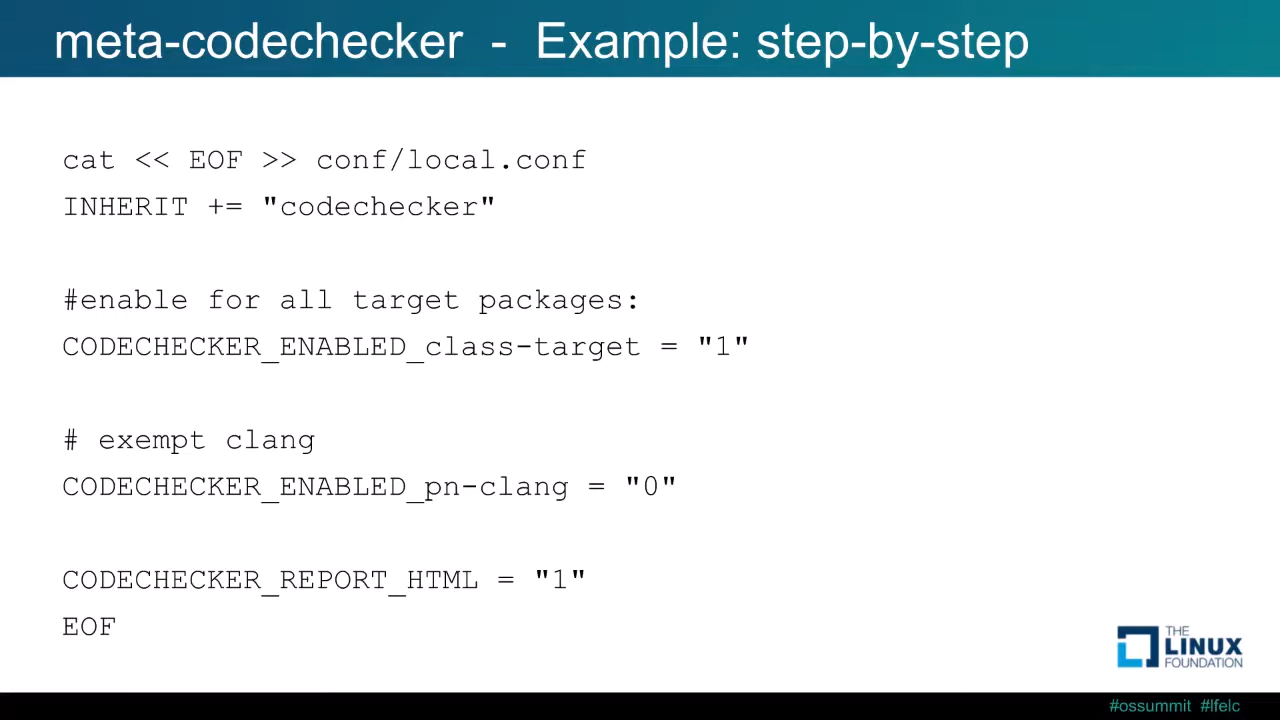 meta-codechecker - Example: step-by-step
cat << EOF >> conf/local.conf
INHERIT += "codechecker"
#enable for all target packages:
CODECHECKER_ENABLED_class-target = "1"
# exempt clang
CODECHECKER_ENABLED_pn-clang = "0"
CODECHECKER_REPORT_HTML = "1"
EOF
THE
LINUX
FOUNDATION
#ossummit #lfelc